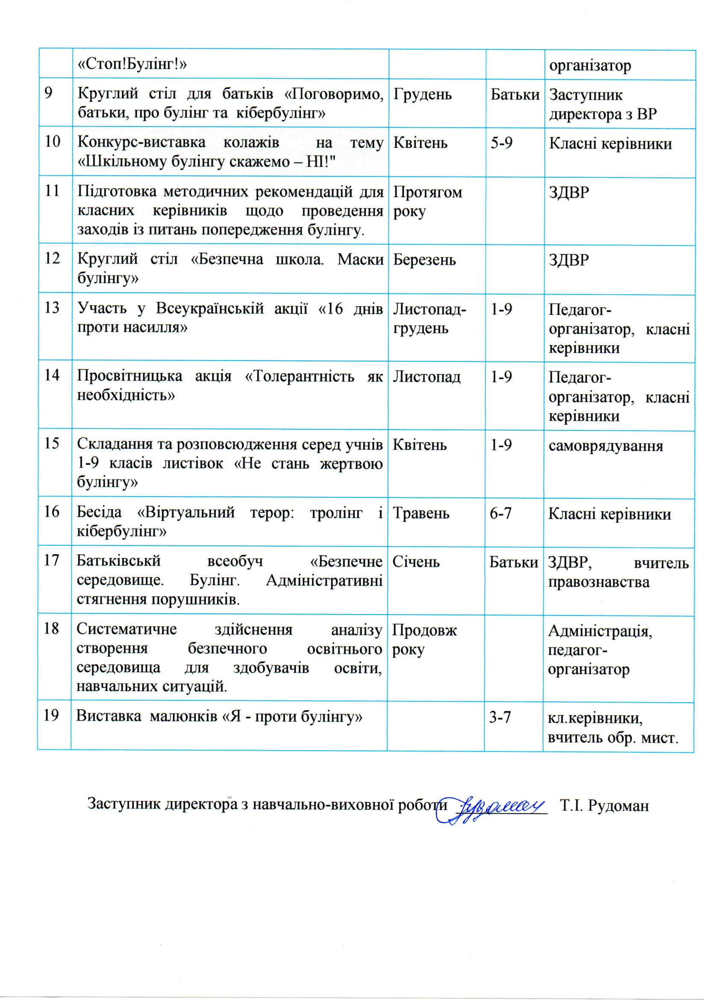 «Стоп!Булінг!» організатор
9 Круглий стіл для батьків «Поговоримо, Грудень Батьки Заступник
батьки, про булінг та кібербулінг» директора з ВР
10 Конкурс-виставка колажів на тему Квітень 5-9 Класні керівники
«Шкільному булінгу скажемо – НІ!"
11 Підготовка методичних рекомендацій для Протягом ЗДВР
класних керівників щодо проведення року
заходів із питань попередження булінгу.
12 Круглий стіл «Безпечна школа. Маски Березень ЗДВР
булінгу»
13 Участь у Всеукраїнській акції «16 днів Листопад- 1-9 Педагог-
проти насилля» грудень організатор, класні
керівники
14 Просвітницька акція «Толерантність як Листопад 1-9 Педагог-
необхідність» організатор, класні
керівники
15 Складання та розповсюдження серед учнів Квітень 1-9 самоврядування
1-9 класів листівок «Не стань жертвою
булінгу»
16 Бесіда «Віртуальний терор: тролінг і Травень 6-7 Класні керівники
кібербулінг»
17 Батьківськй всеобуч «Безпечне Січень Батьки ЗДВР, вчитель
середовище. Булінг. Адміністративні правознавства
стягнення порушників.
18 Систематичне здійснення аналізу Продовж Адміністрація,
створення безпечного освітнього року педагог-
середовища для здобувачів освіти, організатор
навчальних ситуацій.
19 Виставка малюнків «Я - проти булінгу» 3-7 кл.керівники,
вчитель обр. мист.
Заступник директора з навчально-виховної роботи Рудоман Т.І. Рудоман